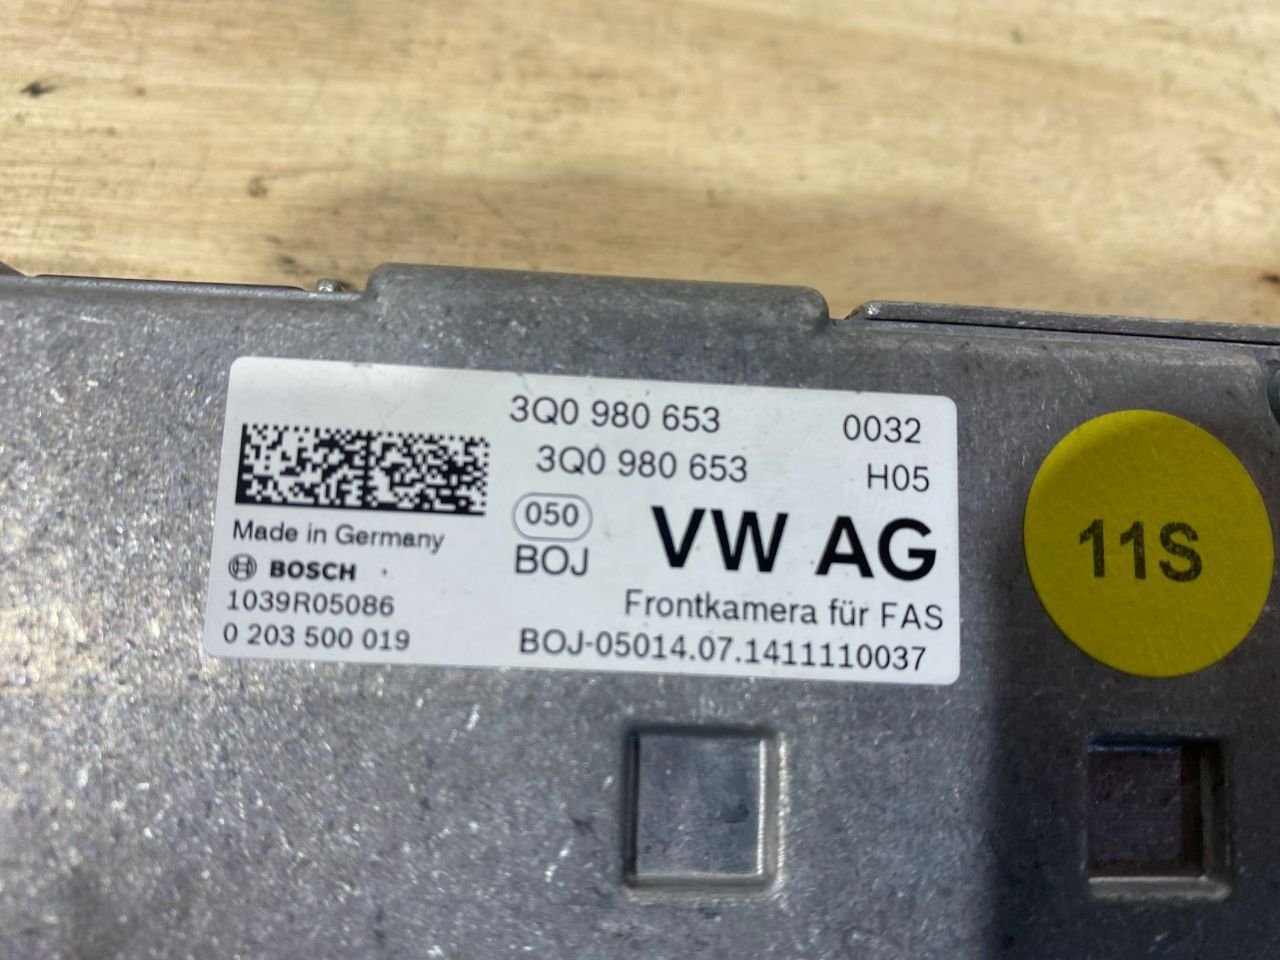 3Q0 980 653 0032
3Q0 980 653 H05
050
BOJ
VW AG
Made in Germany
BOSCH
1039R05086
0 203 500 019
Frontkamera für FAS
BOJ-05014.07.1411110037
11S